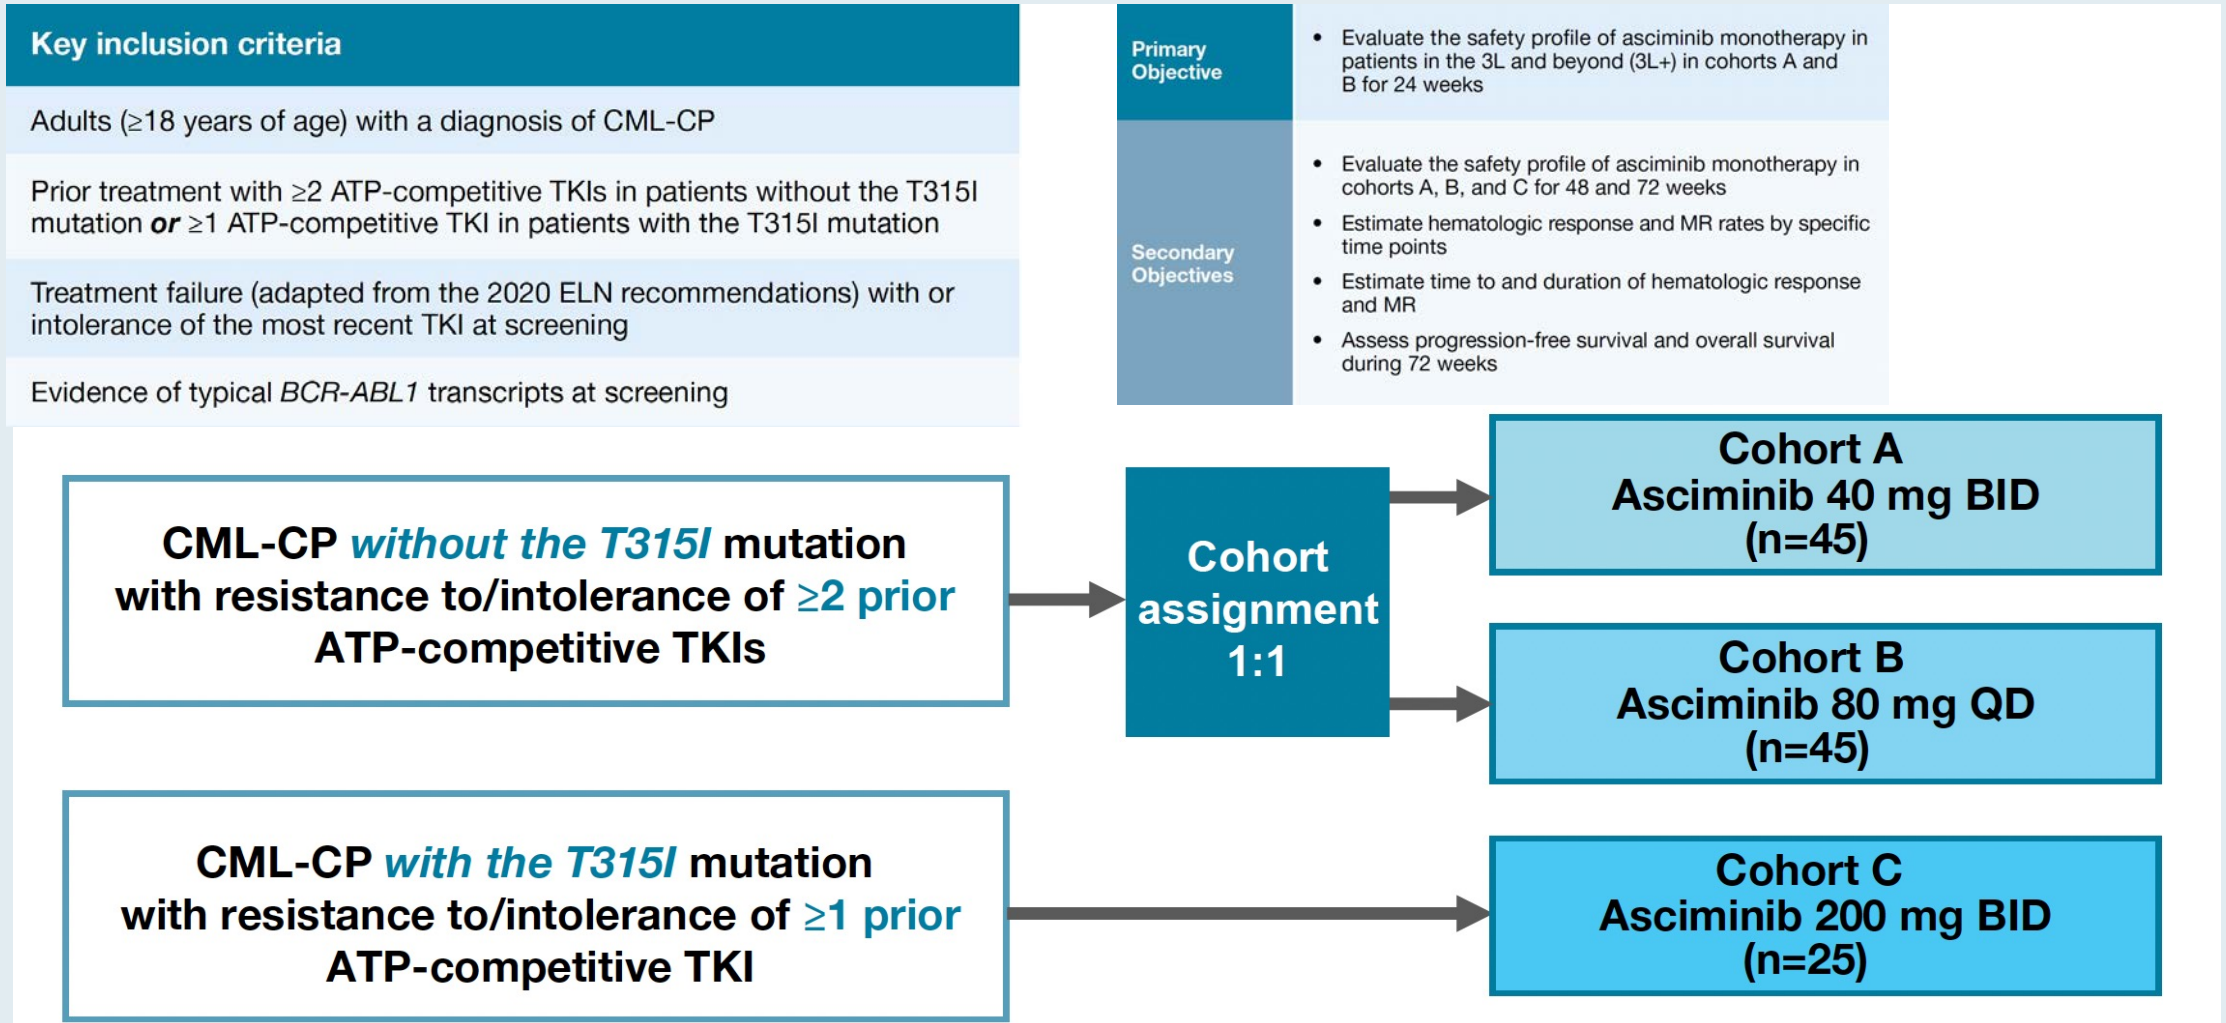 Key inclusion criteria
Adults (≥18 years of age) with a diagnosis of CML-CP
Prior treatment with ≥2 ATP-competitive TKIs in patients without the T315I
mutation or ≥1 ATP-competitive TKI in patients with the T315I mutation
Treatment failure (adapted from the 2020 ELN recommendations) with or
intolerance of the most recent TKI at screening
Evidence of typical BCR-ABL1 transcripts at screening
Primary
Objective
• Evaluate the safety profile of asciminib monotherapy in
patients in the 3L and beyond (3L+) in cohorts A and
B for 24 weeks
Secondary
Objectives
• Evaluate the safety profile of asciminib monotherapy in
cohorts A, B, and C for 48 and 72 weeks
• Estimate hematologic response and MR rates by specific
time points
• Estimate time to and duration of hematologic response
and MR
• Assess progression-free survival and overall survival
during 72 weeks
CML-CP without the T315I mutation
with resistance to/intolerance of ≥2 prior
ATP-competitive TKIs
Cohort
assignment
1:1
Cohort A
Asciminib 40 mg BID
(n=45)
Cohort B
Asciminib 80 mg QD
(n=45)
CML-CP with the T315I mutation
with resistance to/intolerance of ≥1 prior
ATP-competitive TKI
Cohort C
Asciminib 200 mg BID
(n=25)